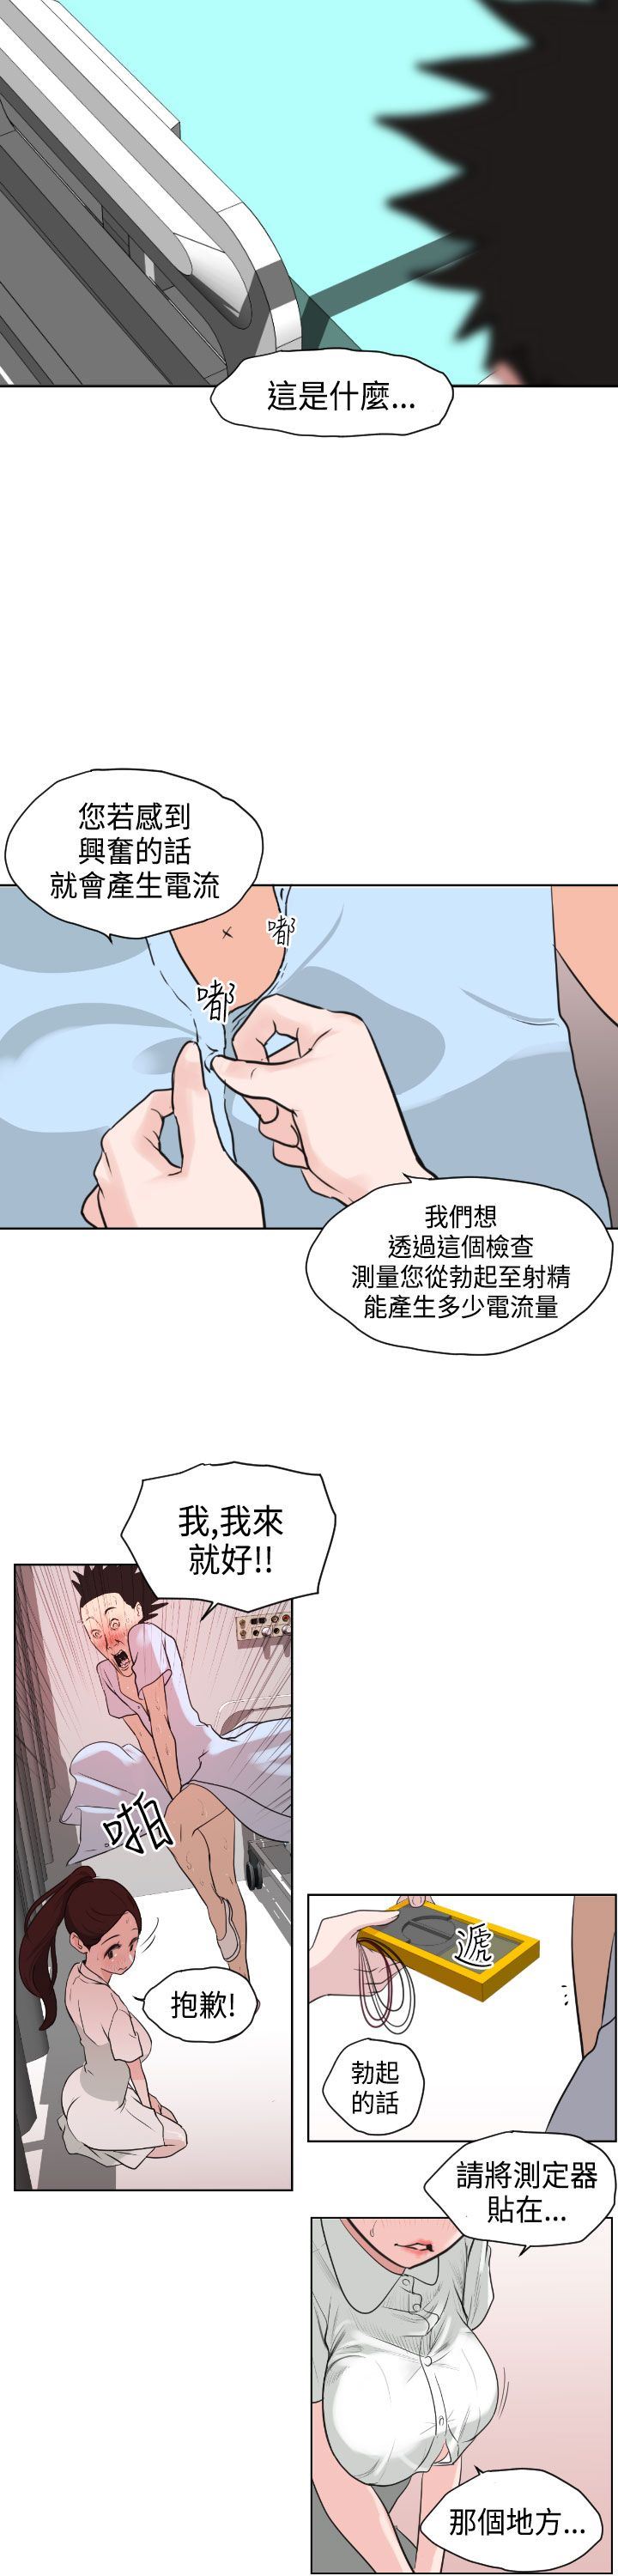 這是什麼...
您若感到
興奮的話
就會產生電流
嘟
嘟
我們想
透過這個檢查
測量您從勃起至射精
能產生多少電流量
我,我來
就好!!
啪
抱歉!
遞
勃起
的話
請將測定器
貼在...
那個地方...